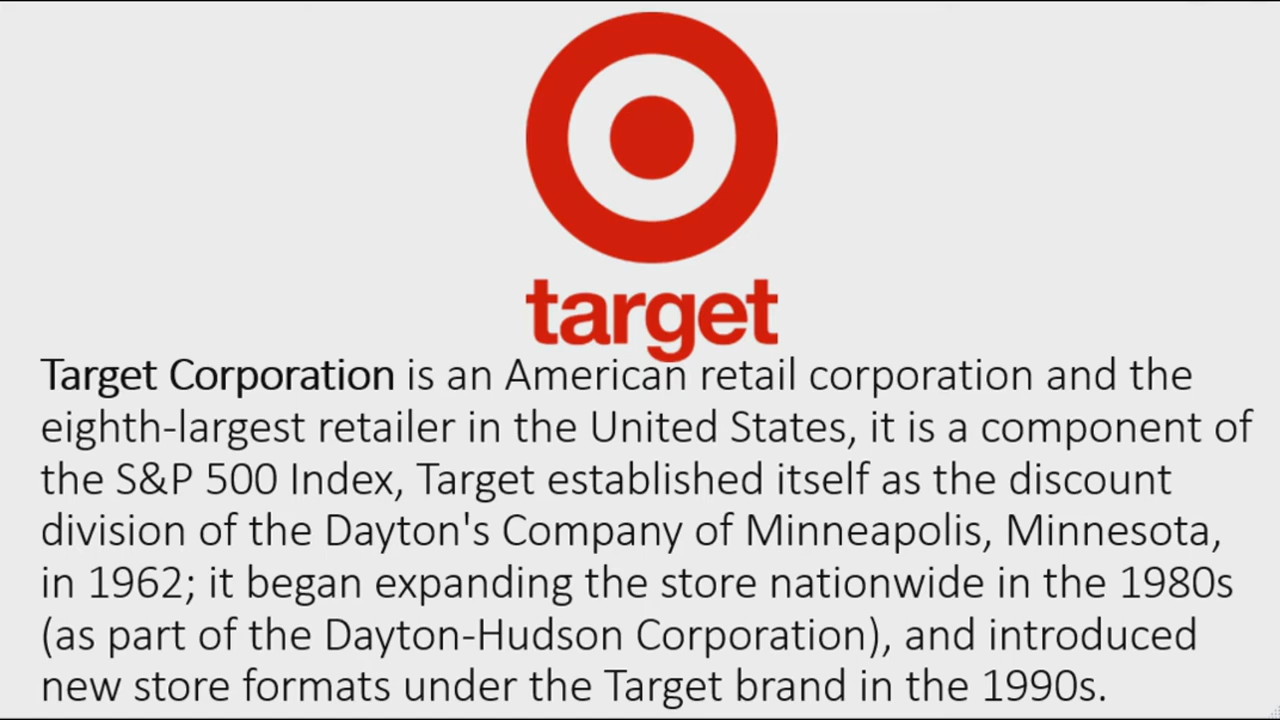 target
Target Corporation is an American retail corporation and the
eighth-largest retailer in the United States, it is a component of
the S&P 500 Index, Target established itself as the discount
division of the Dayton's Company of Minneapolis, Minnesota,
in 1962; it began expanding the store nationwide in the 1980s
(as part of the Dayton-Hudson Corporation), and introduced
new store formats under the Target brand in the 1990s.